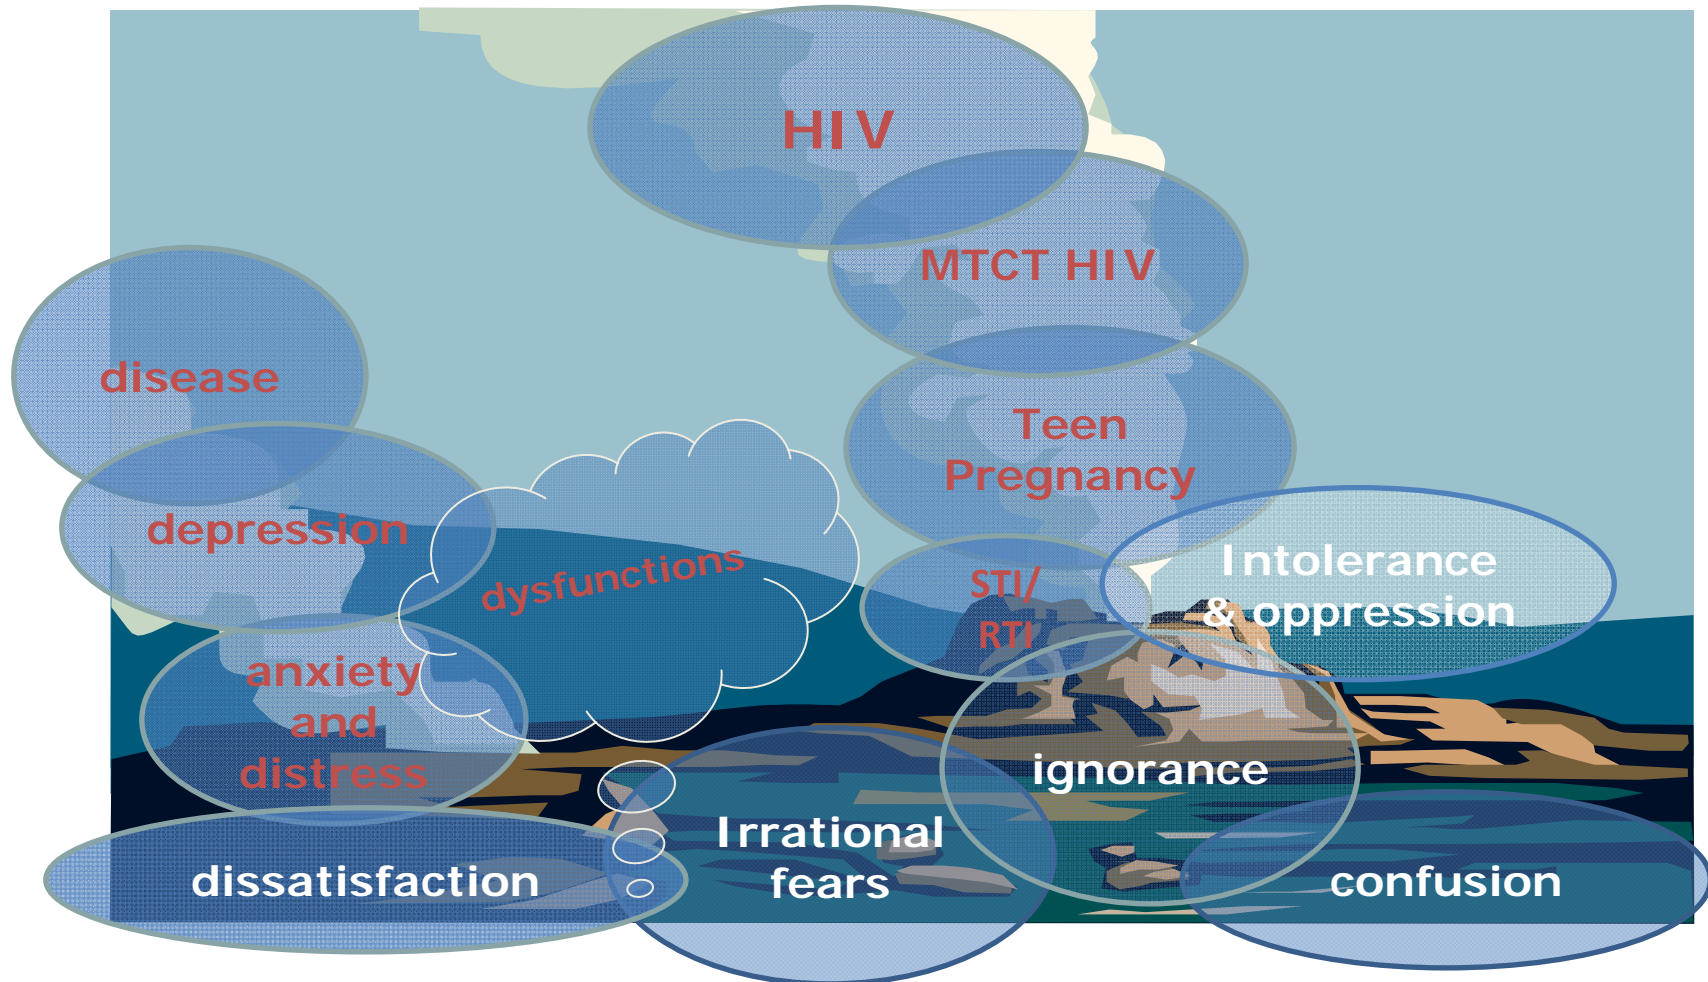 HIV
MTCT HIV
disease
Teen
Pregnancy
depression
dysfunctions
STI/
RTI
Intolerance
& oppression
anxiety
and
distress
ignorance
Irrational
fears
dissatisfaction
confusion